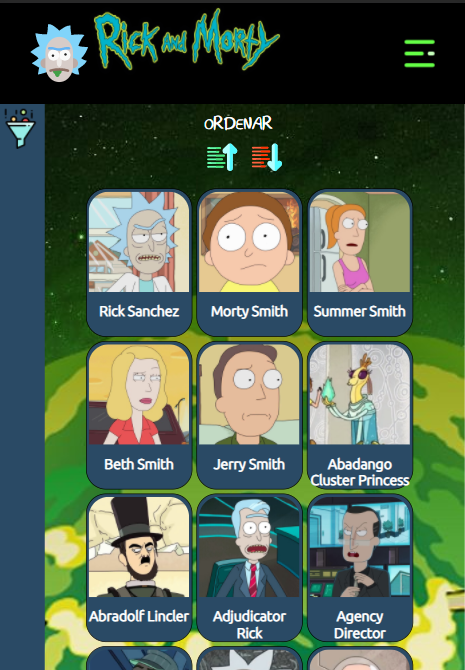 Rick and Morty
ORDENAR
Rick Sanchez
Morty Smith
Summer Smith
Beth Smith
Jerry Smith
Abadango
Cluster Princess
Abradolf Lincler
Adjudicator
Rick
Agency
Director